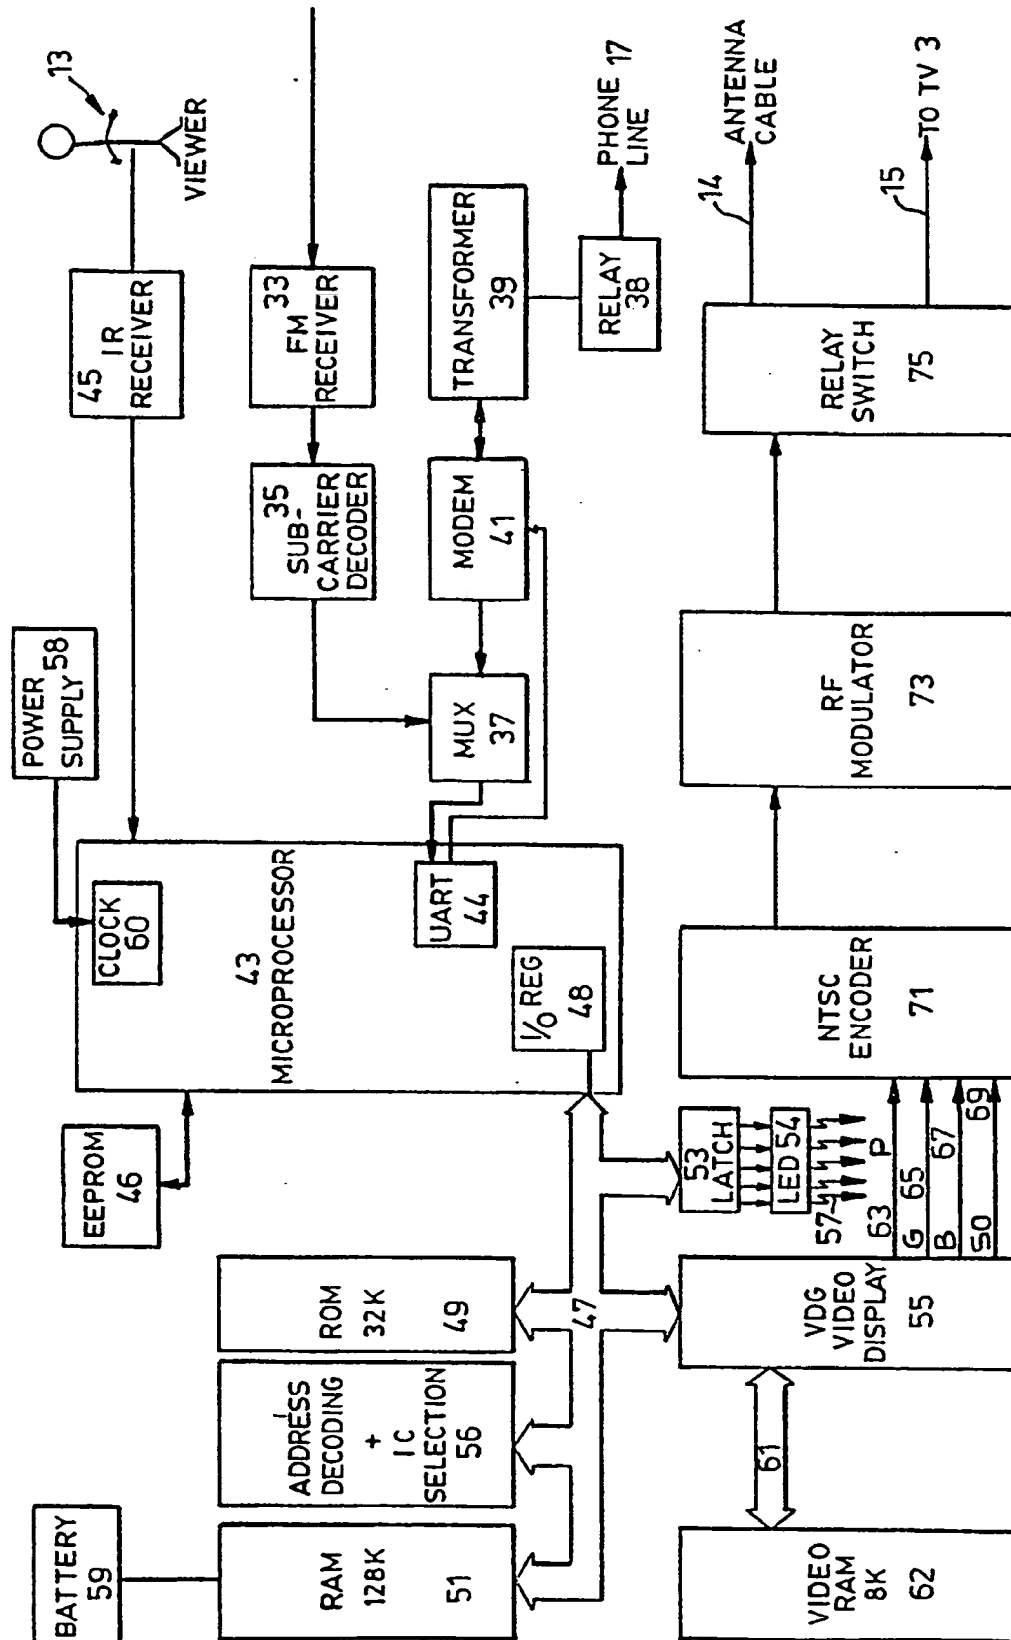 BATTERY
59
RAM
128K
51
ADDRESS
DECODING
+
IC
SELECTION
56
ROM
32K
49
EEPROM
46
POWER
SUPPLY 58
CLOCK
60
43
MICROPROCESSOR
UART
44
I/O REG
48
45 IR
RECEIVER
13
VIEWER
33
FM
RECEIVER
35
SUB-
CARRIER
DECODER
MUX
37
MODEM
41
TRANSFORMER
39
RELAY
38
PHONE 17
LINE
47
53
LATCH
LED 54
57
VIDEO
RAM
8K
62
61
VDG
VIDEO
DISPLAY
55
63 P
G 65
B 67
SO 69
NTSC
ENCODER
71
RF
MODULATOR
73
RELAY
SWITCH
75
14
ANTENNA
CABLE
15
TO TV 3